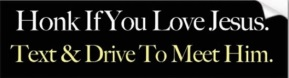 Honk If You Love Jesus.
Text & Drive To Meet Him.